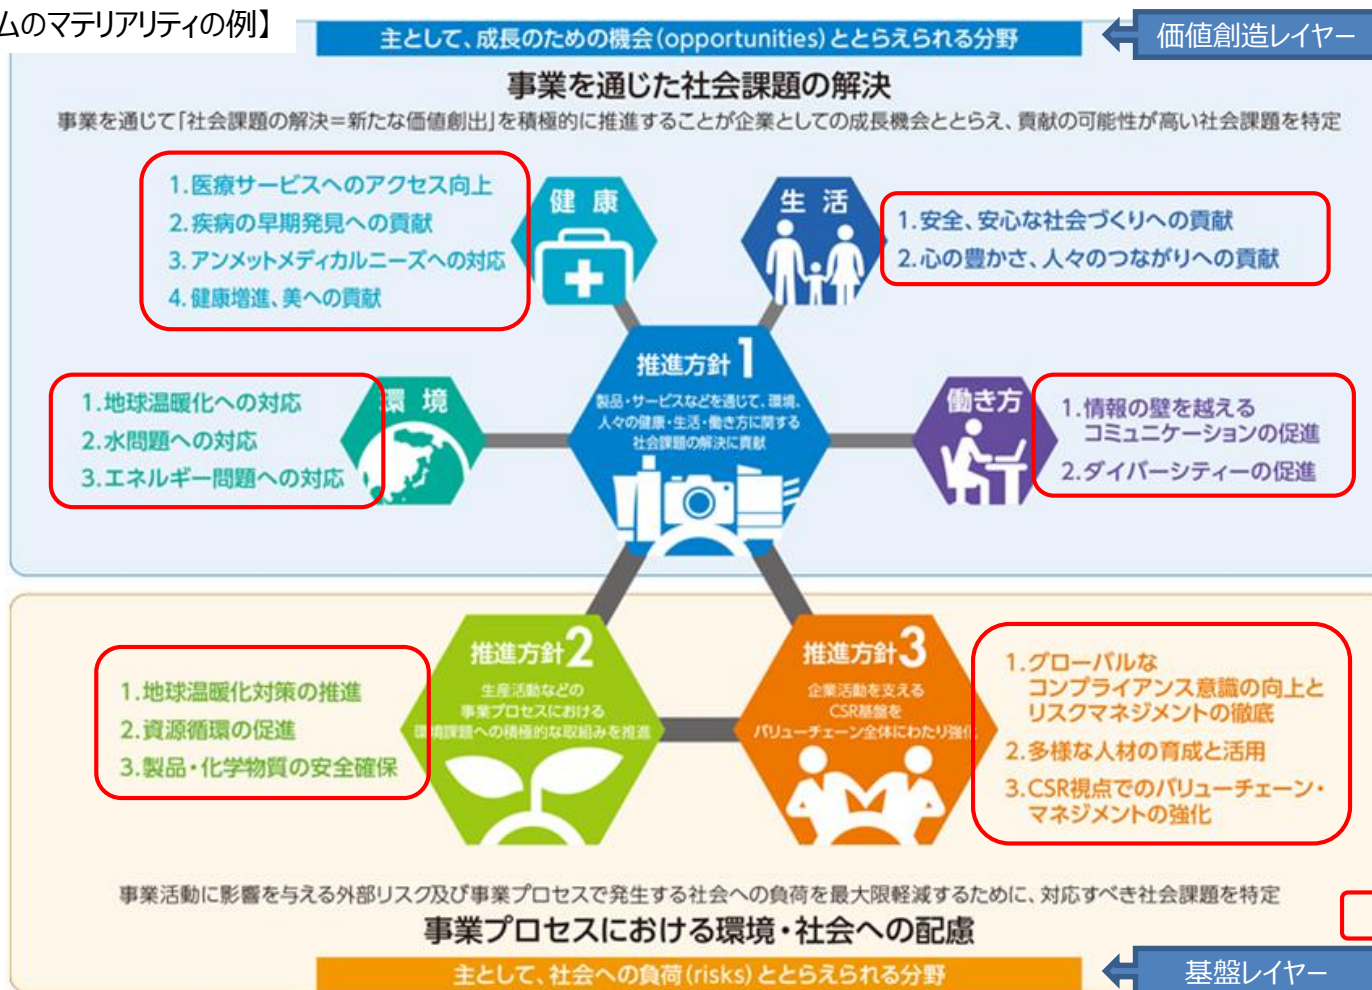 ムのマテリアリティの例】
主として、成長のための機会(opportunities)ととらえられる分野
価値創造レイヤー
事業を通じた社会課題の解決
事業を通じて「社会課題の解決=新たな価値創出」を積極的に推進することが企業としての成長機会ととらえ、貢献の可能性が高い社会課題を特定
1.医療サービスへのアクセス向上
2.疾病の早期発見への貢献
3.アンメットメディカルニーズへの対応
4.健康増進、美への貢献
健康
生活
1.安全、安心な社会づくりへの貢献
2.心の豊かさ、人々のつながりへの貢献
1.地球温暖化への対応
2.水問題への対応
3.エネルギー問題への対応
環境
推進方針1
製品・サービスなどを通じて、環境、
人々の健康・生活・働き方に関する
社会課題の解決に貢献
働き方
1.情報の壁を越える
コミュニケーションの促進
2.ダイバーシティーの促進
1.地球温暖化対策の推進
2.資源循環の促進
3.製品・化学物質の安全確保
推進方針2
生産活動などの
事業プロセスにおける
環境課題への積極的な取組みを推進
推進方針3
企業活動を支える
CSR基盤を
バリューチェーン全体にわたり強化
1.グローバルな
コンプライアンス意識の向上と
リスクマネジメントの徹底
2.多様な人材の育成と活用
3.CSR視点でのバリューチェーン・
マネジメントの強化
事業活動に影響を与える外部リスク及び事業プロセスで発生する社会への負荷を最大限軽減するために、対応すべき社会課題を特定
事業プロセスにおける環境・社会への配慮
主として、社会への負荷(risks)ととらえられる分野
基盤レイヤー